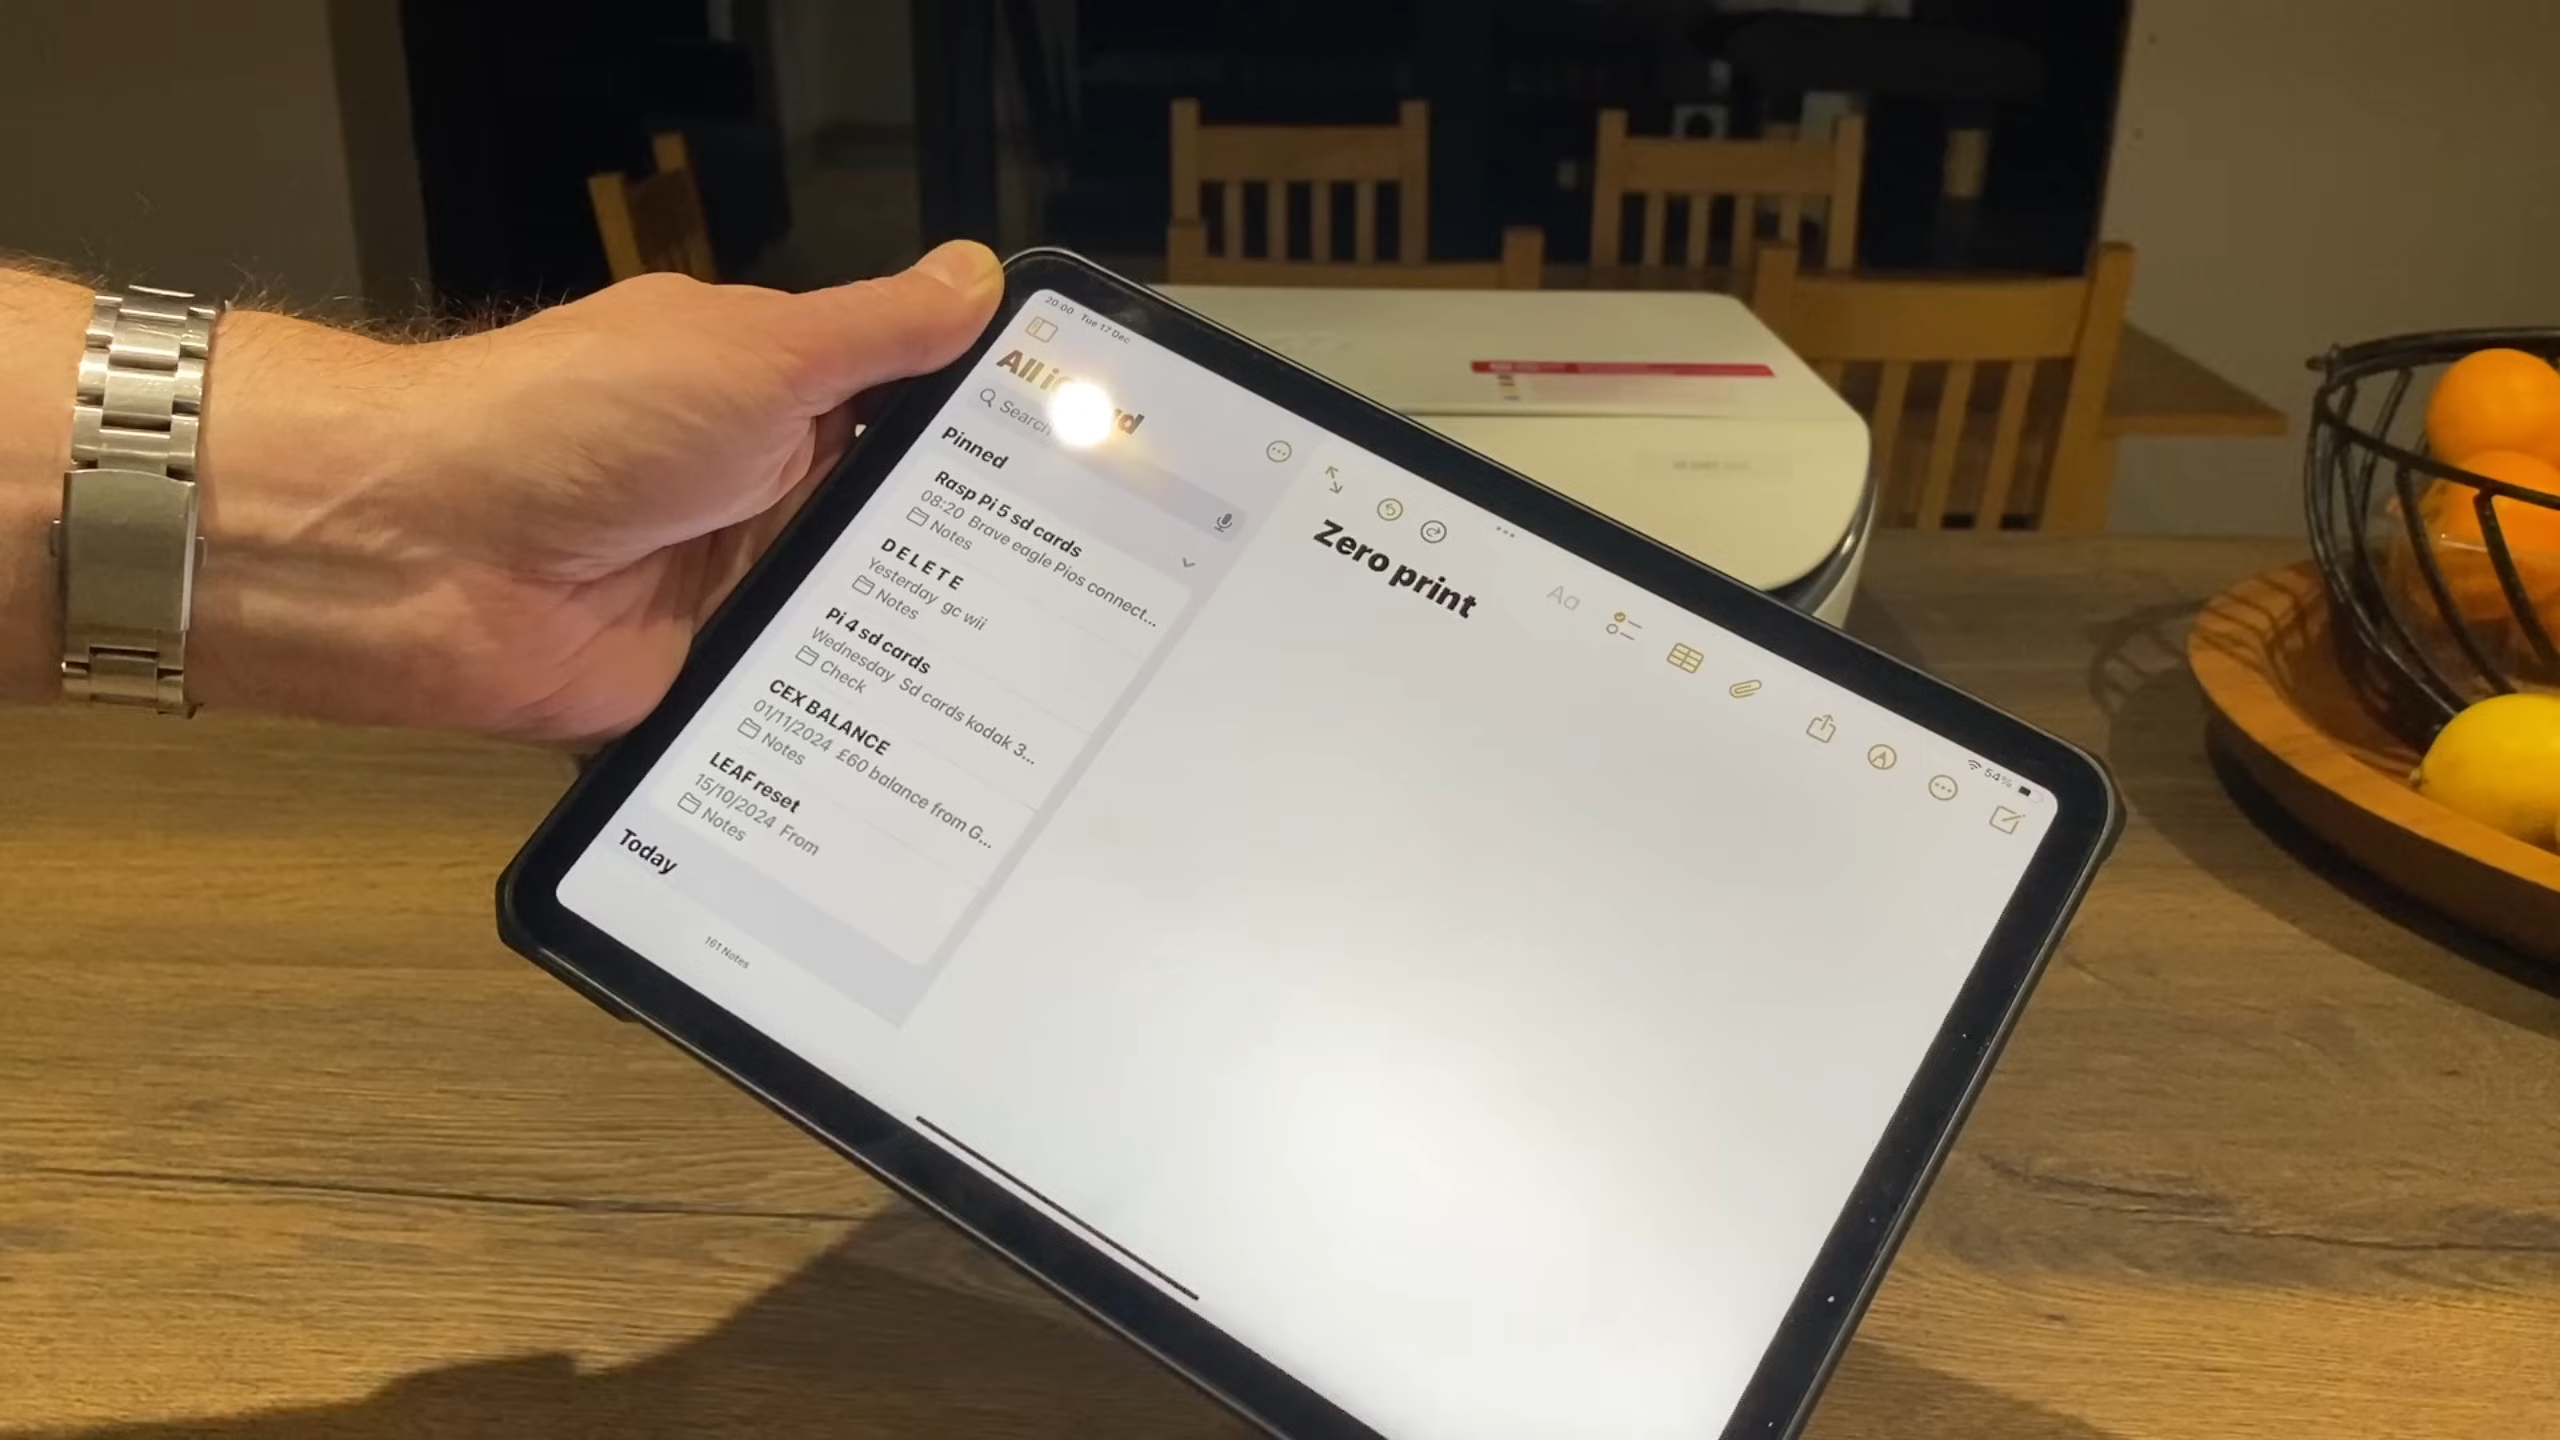 20:00 Tue 17 Dec
All
Search
Pinned
Rasp Pi 5 sd cards
08:20 Brave eagle Pios connect...
Notes
D E L E T E
Yesterday gc wii
Notes
Pi 4 sd cards
Wednesday Sd cards kodak 3...
Check
CEX BALANCE
01/11/2024 £60 balance from G...
Notes
LEAF reset
15/10/2024 From
Notes
Today
161 Notes
54%
Aa
Zero print